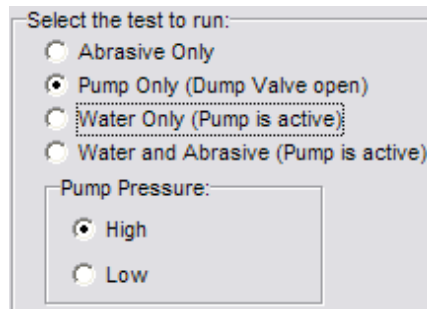 Select the test to run:
Abrasive Only
Pump Only (Dump Valve open)
Water Only (Pump is active)
Water and Abrasive (Pump is active)
Pump Pressure:
High
Low